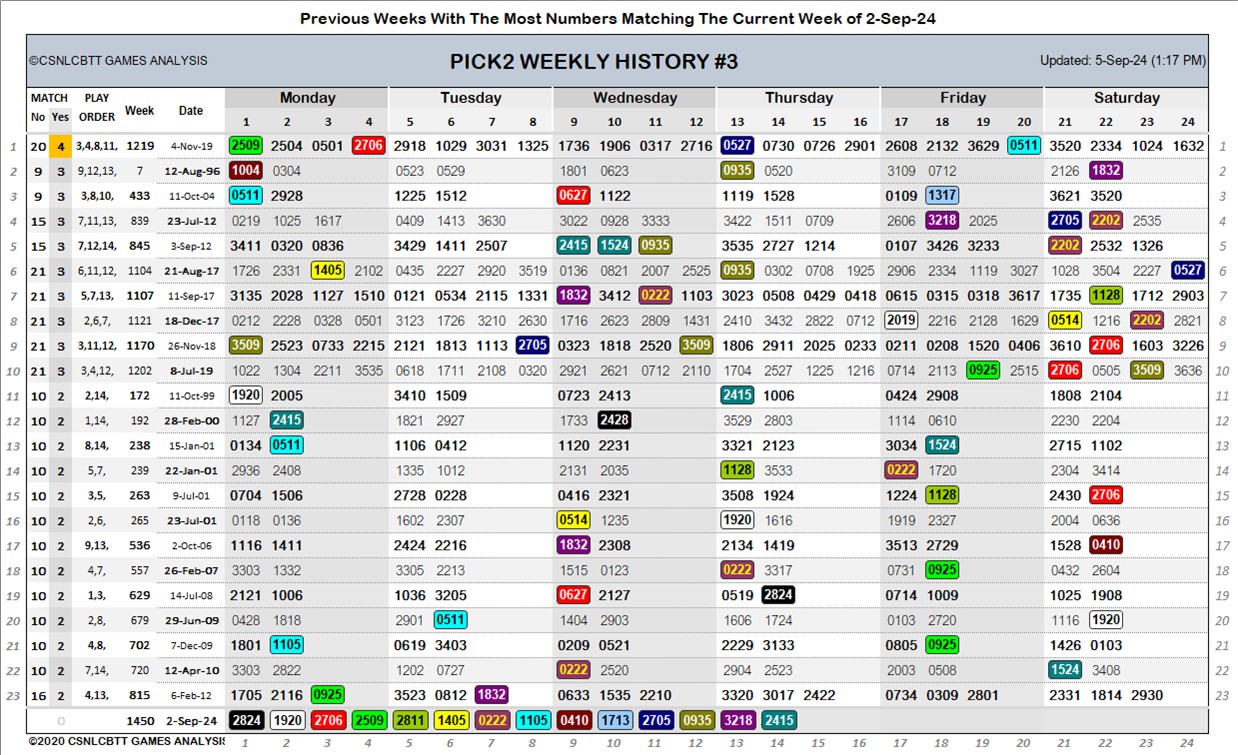 Previous Weeks With The Most Numbers Matching The Current Week of 2-Sep-24
©CSNLCBTT GAMES ANALYSIS PICK2 WEEKLY HISTORY #3 Updated: 5-Sep-24 (1:17 PM)
MATCH PLAY Week Date Monday Tuesday Wednesday Thursday Friday Saturday
No Yes ORDER 1 2 3 4 5 6 7 8 9 10 11 12 13 14 15 16 17 18 19 20 21 22 23 24
1 20 4 3,4,8,11, 1219 4-Nov-19 2509 2504 0501 2706 2918 1029 3031 1325 1736 1906 0317 2716 0527 0730 0726 2901 2608 2132 3629 0511 3520 2334 1024 1632 1
2 9 3 9,12,13, 7 12-Aug-96 1004 0304 0523 0529 1801 0623 0935 0520 3109 0712 2126 1832 2
3 9 3 3,8,10, 433 11-Oct-04 0511 2928 1225 1512 0627 1122 1119 1528 0109 1317 3621 3520 3
4 15 3 7,11,13, 839 23-Jul-12 0219 1025 1617 0409 1413 3630 3022 0928 3333 3422 1511 0709 2606 3218 2025 2705 2202 2535 4
5 15 3 7,12,14, 845 3-Sep-12 3411 0320 0836 3429 1411 2507 2415 1524 0935 3535 2727 1214 0107 3426 3233 2202 2532 1326 5
6 21 3 6,11,12, 1104 21-Aug-17 1726 2331 1405 2102 0435 2227 2920 3519 0136 0821 2007 2525 0935 0302 0708 1925 2906 2334 1119 3027 1028 3504 2227 0527 6
7 21 3 5,7,13, 1107 11-Sep-17 3135 2028 1127 1510 0121 0534 2115 1331 1832 3412 0222 1103 3023 0508 0429 0418 0615 0315 0318 3617 1735 1128 1712 2903 7
8 21 3 2,6,7, 1121 18-Dec-17 0212 2228 0328 0501 3123 1726 3210 2630 1716 2623 2809 1431 2410 3432 2822 0712 2019 2216 2128 1629 0514 1216 2202 2821 8
9 21 3 3,11,12, 1170 26-Nov-18 3509 2523 0733 2215 2121 1813 1113 2705 0323 1818 2520 3509 1806 2911 2025 0233 0211 0208 1520 0406 3610 2706 1603 3226 9
10 21 3 3,4,12, 1202 8-Jul-19 1022 1304 2211 3535 0618 1711 2108 0320 2921 2621 0712 2110 1704 2527 1225 1216 0714 2113 0925 2515 2706 0505 3509 3636 10
11 10 2 2,14, 172 11-Oct-99 1920 2005 3410 1509 0723 2413 2415 1006 0424 2908 1808 2104 11
12 10 2 1,14, 192 28-Feb-00 1127 2415 1821 2927 1733 2428 3529 2803 1114 0610 2230 2204 12
13 10 2 8,14, 238 15-Jan-01 0134 0511 1106 0412 1120 2231 3321 2123 3034 1524 2715 1102 13
14 10 2 5,7, 239 22-Jan-01 2936 2408 1335 1012 2131 2035 1128 3533 0222 1720 2304 3414 14
15 10 2 3,5, 263 9-Jul-01 0704 1506 2728 0228 0416 2321 3508 1924 1224 1128 2430 2706 15
16 10 2 2,6, 265 23-Jul-01 0118 0136 1602 2307 0514 1235 1920 1616 1919 2327 2004 0636 16
17 10 2 9,13, 536 2-Oct-06 1116 1411 2424 2216 1832 2308 2134 1419 3513 2729 1528 0410 17
18 10 2 4,7, 557 26-Feb-07 3303 1332 3305 2213 1515 0123 0222 3317 0731 0925 0432 2604 18
19 10 2 1,3, 629 14-Jul-08 2121 1006 1036 3205 0627 2127 0519 2824 0714 1009 1025 1908 19
20 10 2 2,8, 679 29-Jun-09 0428 1818 2901 0511 1404 2903 1606 1724 0103 2720 1116 1920 20
21 10 2 4,8, 702 7-Dec-09 1801 1105 0619 3403 0209 0521 2229 3133 0805 0925 1426 0103 21
22 10 2 7,14, 720 12-Apr-10 3303 2822 1202 0727 0222 2520 2904 2523 2003 0508 1524 3408 22
23 16 2 4,13, 815 6-Feb-12 1705 2116 0925 3523 0812 1832 0633 1535 2210 3320 3017 2422 0734 0309 2801 2331 1814 2930 23
0 1450 2-Sep-24 2824 1920 2706 2509 2811 1405 0222 1105 0410 1713 2705 0935 3218 2415
©2020 CSNLCBTT GAMES ANALYSIS 1 2 3 4 5 6 7 8 9 10 11 12 13 14 15 16 17 18 19 20 21 22 23 24